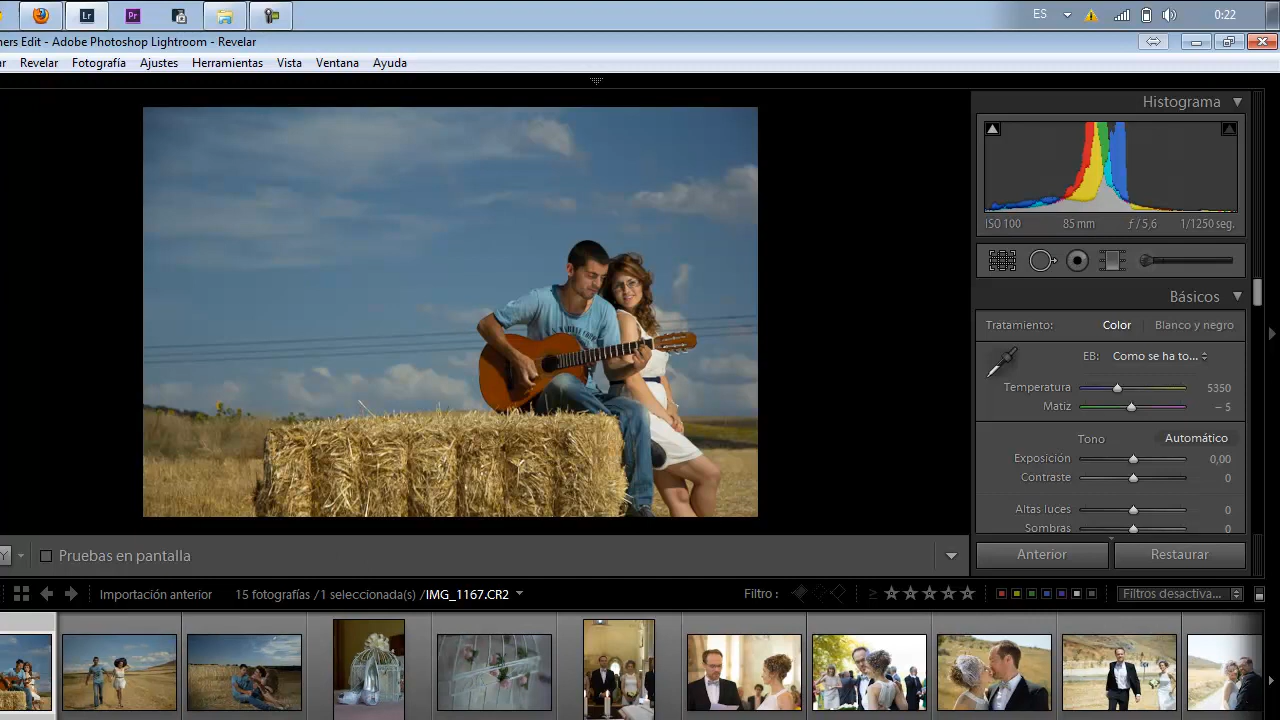 Lr
Pr
ES
0:22
ners Edit - Adobe Photoshop Lightroom - Revelar
ar Revelar Fotografía Ajustes Herramientas Vista Ventana Ayuda
Histograma
ISO 100 85 mm ƒ / 5,6 1/1250 seg.
Básicos
Tratamiento: Color Blanco y negro
EB: Como se ha to...
Temperatura 5350
Matiz – 5
Tono Automático
Exposición 0,00
Contraste 0
Altas luces 0
Sombras 0
Y Pruebas en pantalla
Anterior Restaurar
Importación anterior 15 fotografías /1 seleccionada(s) /IMG_1167.CR2 Filtro : ≥ Filtros desactiva...